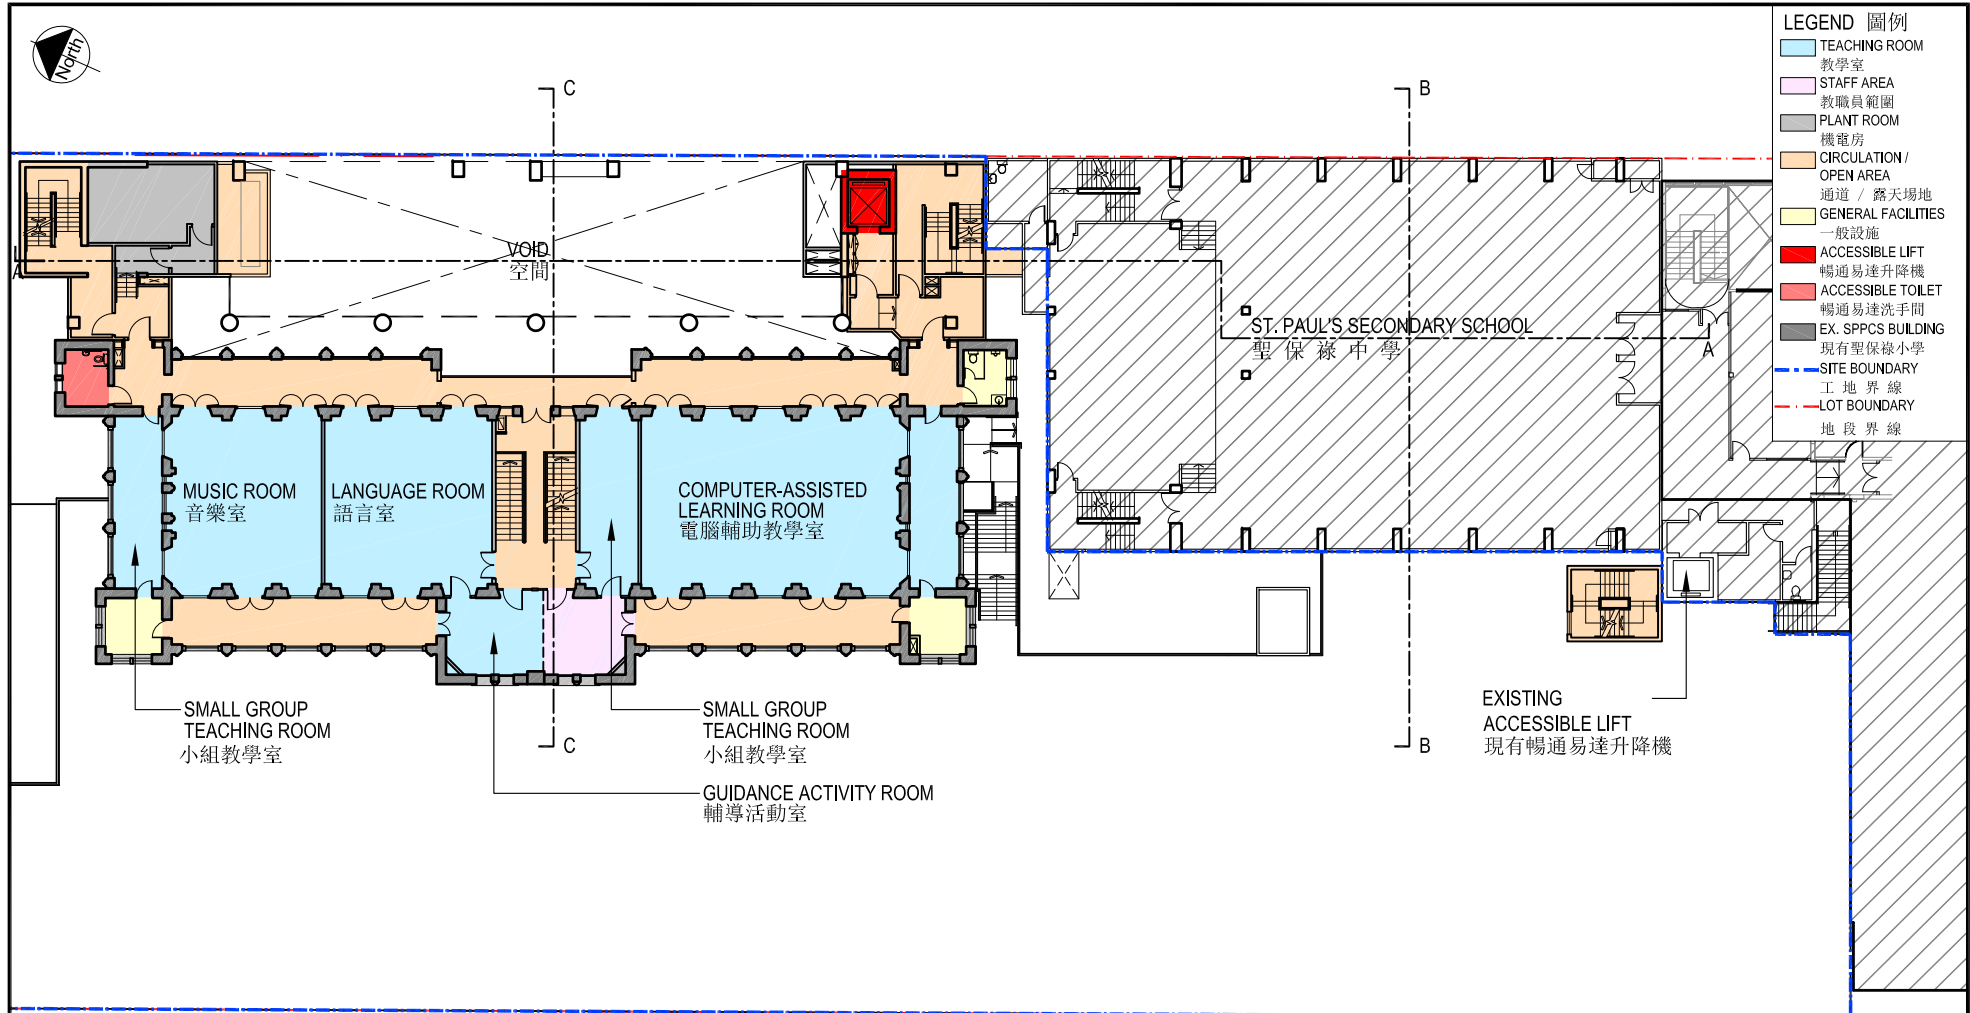 North
C
B
LEGEND 圖例
TEACHING ROOM
教學室
STAFF AREA
教職員範圍
PLANT ROOM
機電房
CIRCULATION /
OPEN AREA
通道 / 露天場地
GENERAL FACILITIES
一般設施
ACCESSIBLE LIFT
暢通易達升降機
ACCESSIBLE TOILET
暢通易達洗手間
EX. SPPCS BUILDING
現有聖保祿小學
SITE BOUNDARY
工地界線
LOT BOUNDARY
地段界線
A
VOID
空間
ST. PAUL'S SECONDARY SCHOOL
聖保祿中學
A
MUSIC ROOM
音樂室
LANGUAGE ROOM
語言室
COMPUTER-ASSISTED
LEARNING ROOM
電腦輔助教學室
SMALL GROUP
TEACHING ROOM
小組教學室
C
SMALL GROUP
TEACHING ROOM
小組教學室
GUIDANCE ACTIVITY ROOM
輔導活動室
B
EXISTING
ACCESSIBLE LIFT
現有暢通易達升降機